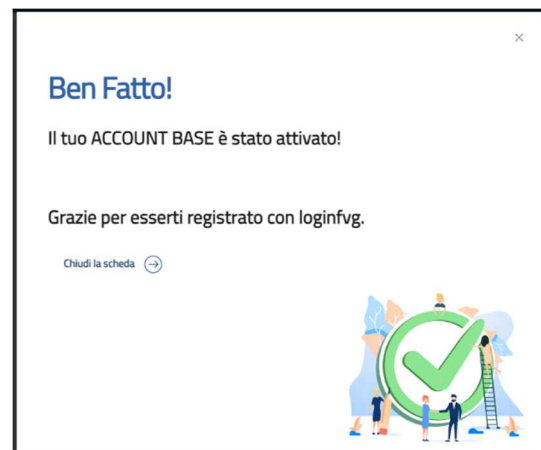 Ben Fatto!
Il tuo ACCOUNT BASE è stato attivato!
Grazie per esserti registrato con loginfvg.
Chiudi la scheda